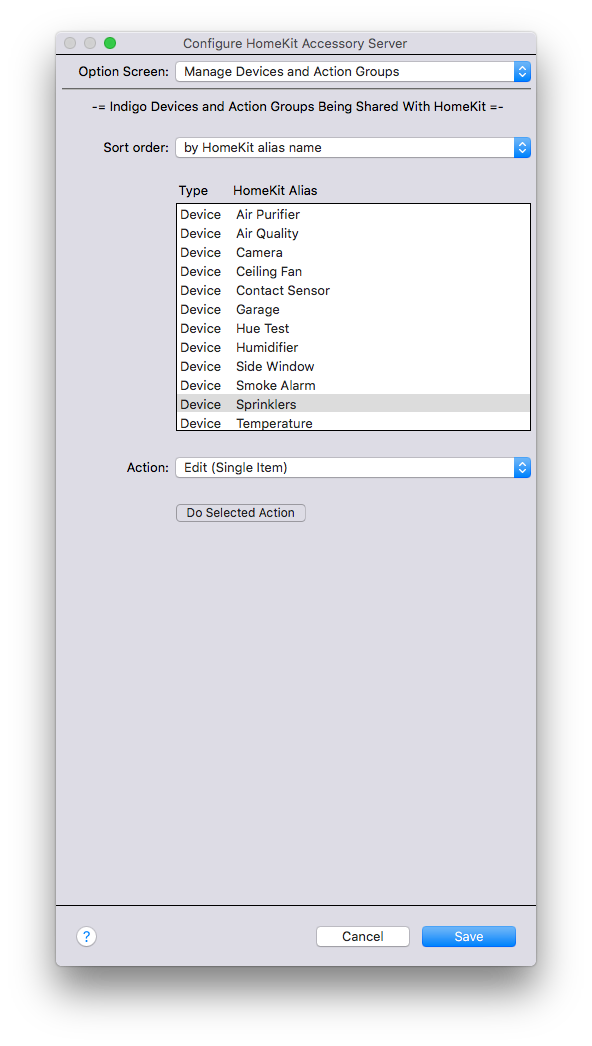 Configure HomeKit Accessory Server
Option Screen: Manage Devices and Action Groups
-= Indigo Devices and Action Groups Being Shared With HomeKit =-
Sort order: by HomeKit alias name
Type HomeKit Alias
Device Air Purifier
Device Air Quality
Device Camera
Device Ceiling Fan
Device Contact Sensor
Device Garage
Device Hue Test
Device Humidifier
Device Side Window
Device Smoke Alarm
Device Sprinklers
Device Temperature
Action: Edit (Single Item)
Do Selected Action
? Cancel Save